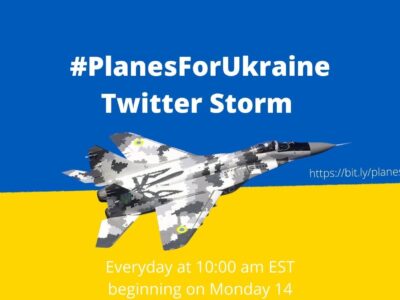 #PlanesForUkraine
Twitter Storm
https://bit.ly/planes
Everyday at 10:00 am EST
beginning on Monday 14